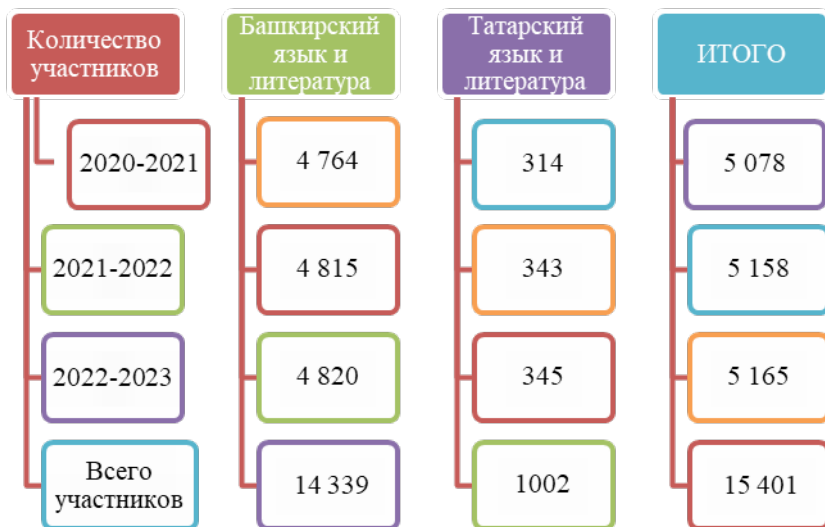 Количество
участников
Башкирский
язык и
литература
Татарский
язык и
литература
ИТОГО
2020-2021
4 764
314
5 078
2021-2022
4 815
343
5 158
2022-2023
4 820
345
5 165
Всего
участников
14 339
1002
15 401